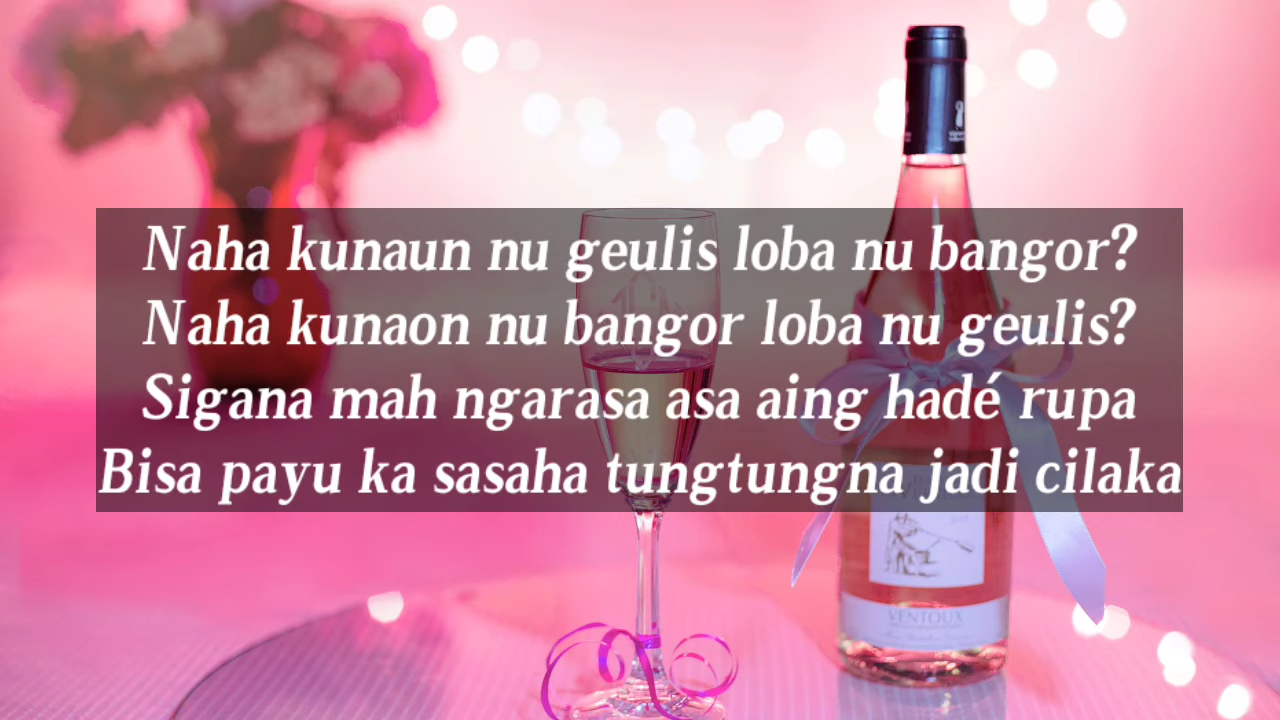 Naha kunaun nu geulis loba nu bangor?
Naha kunaon nu bangor loba nu geulis?
Sigana mah ngarasa asa aing hadé rupa
Bisa payu ka sasaha tungtungna jadi cilaka
VENTOUX